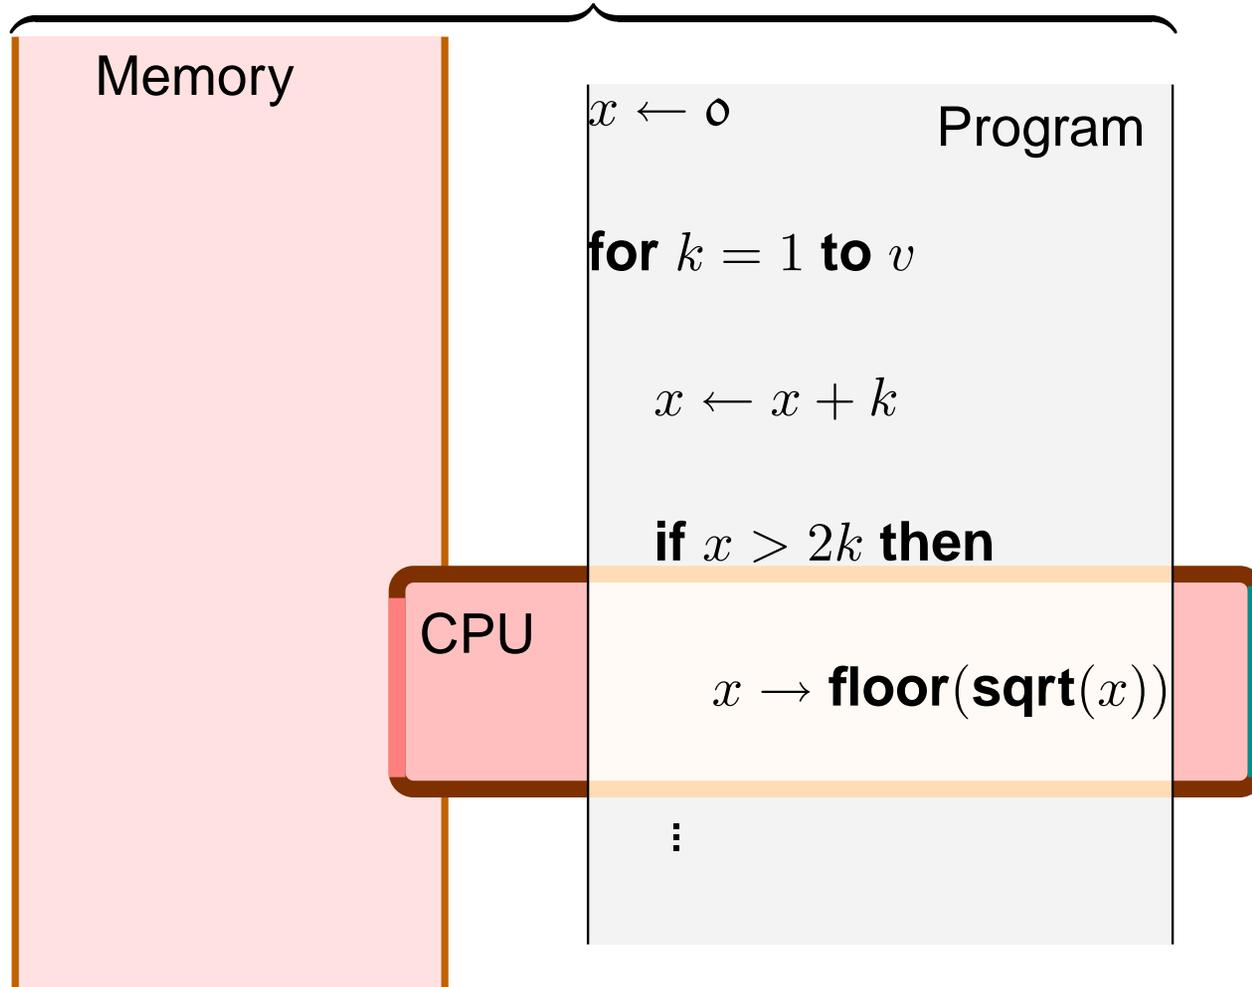 Memory
x ← 0
Program
for k = 1 to v
x ← x + k
if x > 2k then
CPU
x → floor(sqrt(x))
⋮